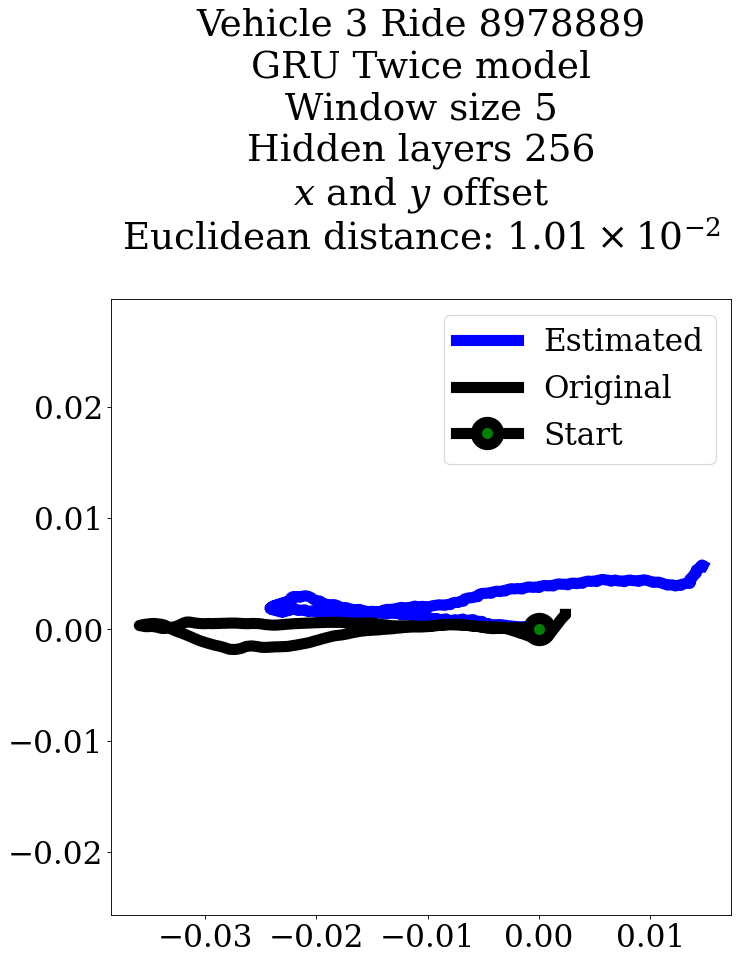 Vehicle 3 Ride 8978889
GRU Twice model
Window size 5
Hidden layers 256
x and y offset
Euclidean distance: 1.01 × 10⁻²
Estimated
Original
Start
0.02
0.01
0.00
−0.01
−0.02
−0.03 −0.02 −0.01 0.00 0.01